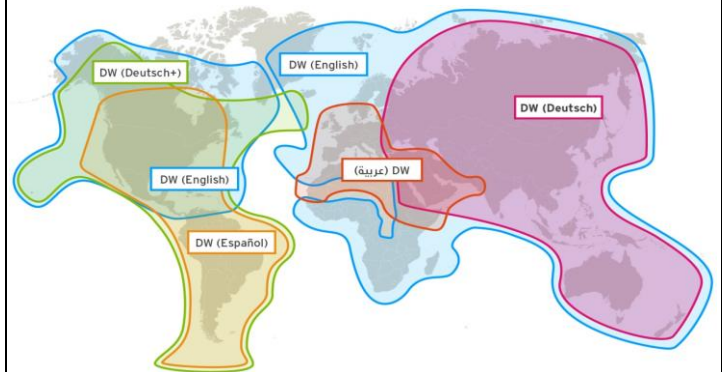 DW (English)
DW (Deutsch+)
DW (Deutsch)
DW (عربية)
DW (English)
DW (Español)